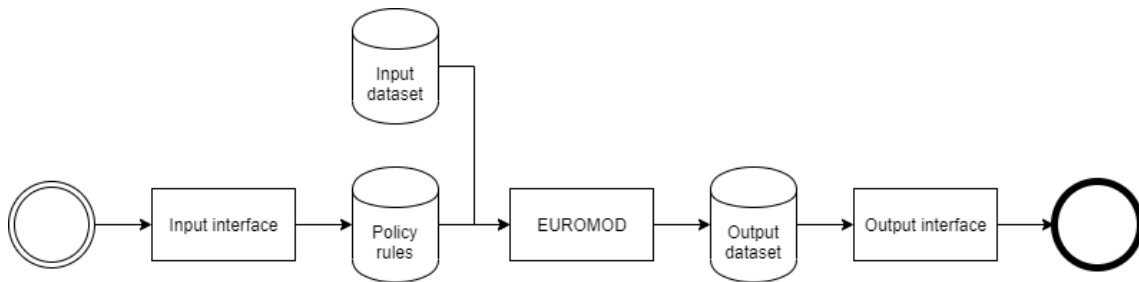 Input
dataset
Input interface
Policy
rules
EUROMOD
Output
dataset
Output interface